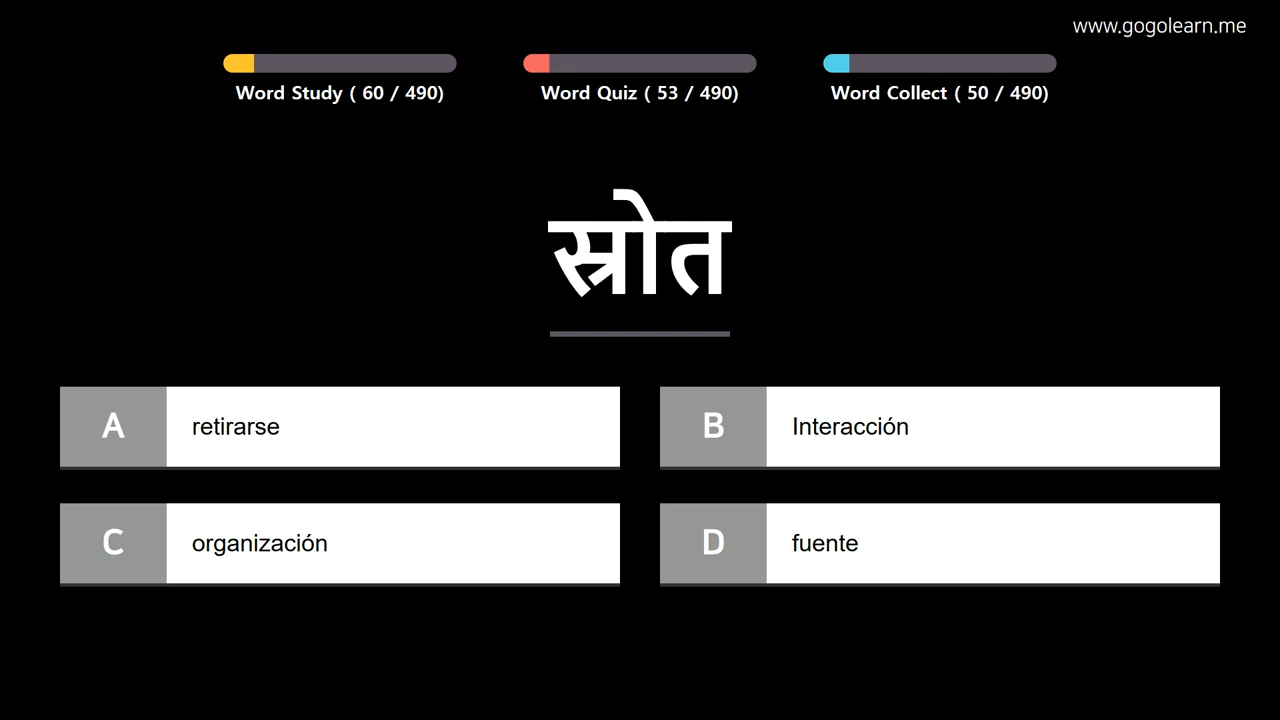 www.gogolearn.me
Word Study ( 60 / 490)
Word Quiz ( 53 / 490)
Word Collect ( 50 / 490)
स्रोत
A retirarse
B Interacción
C organización
D fuente